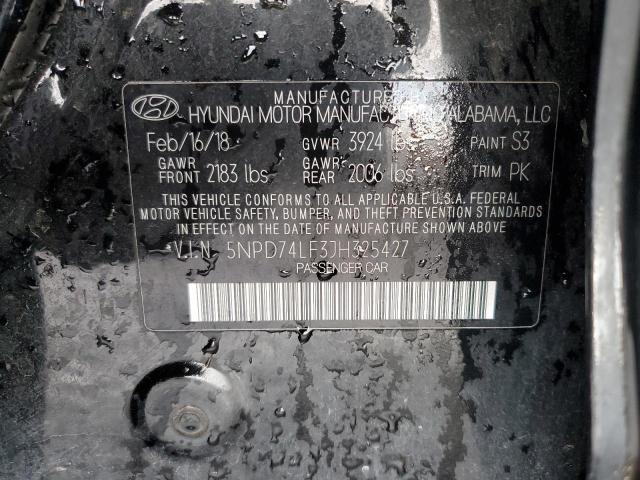 MANUFACTURE
HYUNDAI MOTOR MANUFACTURING ALABAMA, LLC
Feb/16/18 GVWR 3924 lbs PAINT S3
GAWR FRONT 2183 lbs GAWR REAR 2006 lbs TRIM PK
THIS VEHICLE CONFORMS TO ALL APPLICABLE U.S.A. FEDERAL
MOTOR VEHICLE SAFETY, BUMPER, AND THEFT PREVENTION STANDARDS
IN EFFECT ON THE DATE OF MANUFACTURE SHOWN ABOVE
V.I.N. 5NPD74LF3JH325427
PASSENGER CAR